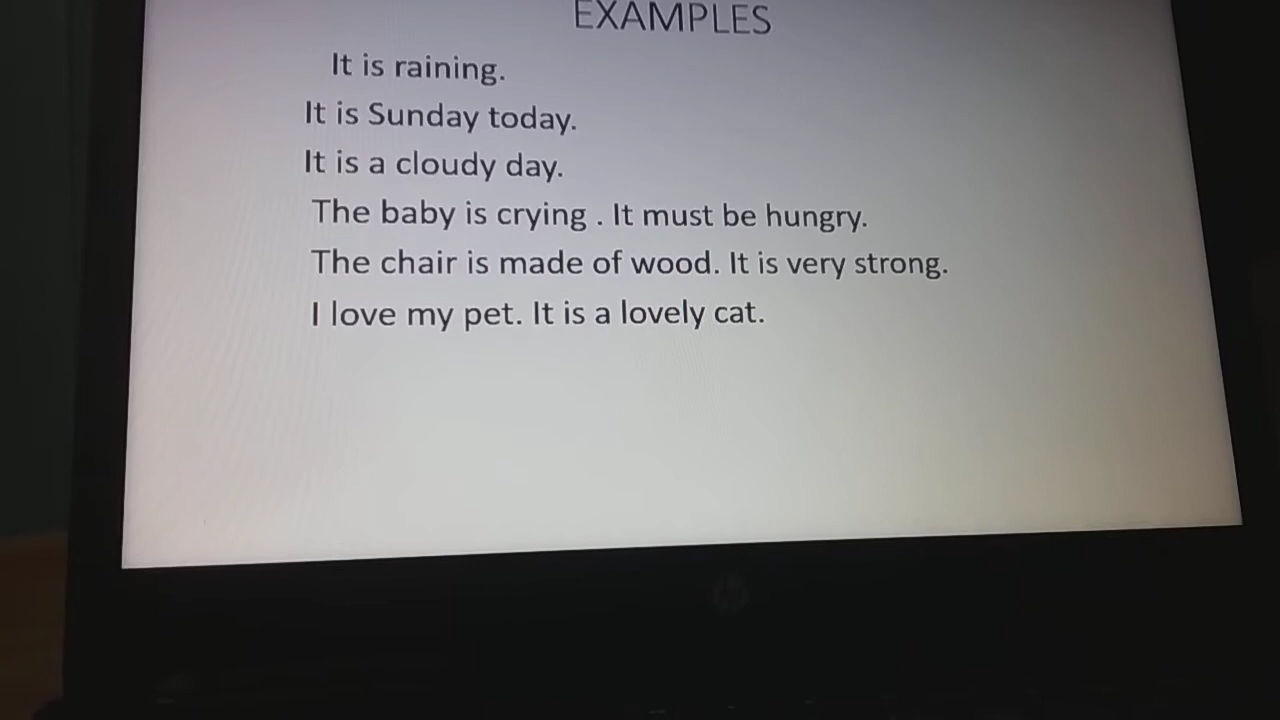 EXAMPLES
It is raining.
It is Sunday today.
It is a cloudy day.
The baby is crying . It must be hungry.
The chair is made of wood. It is very strong.
I love my pet. It is a lovely cat.